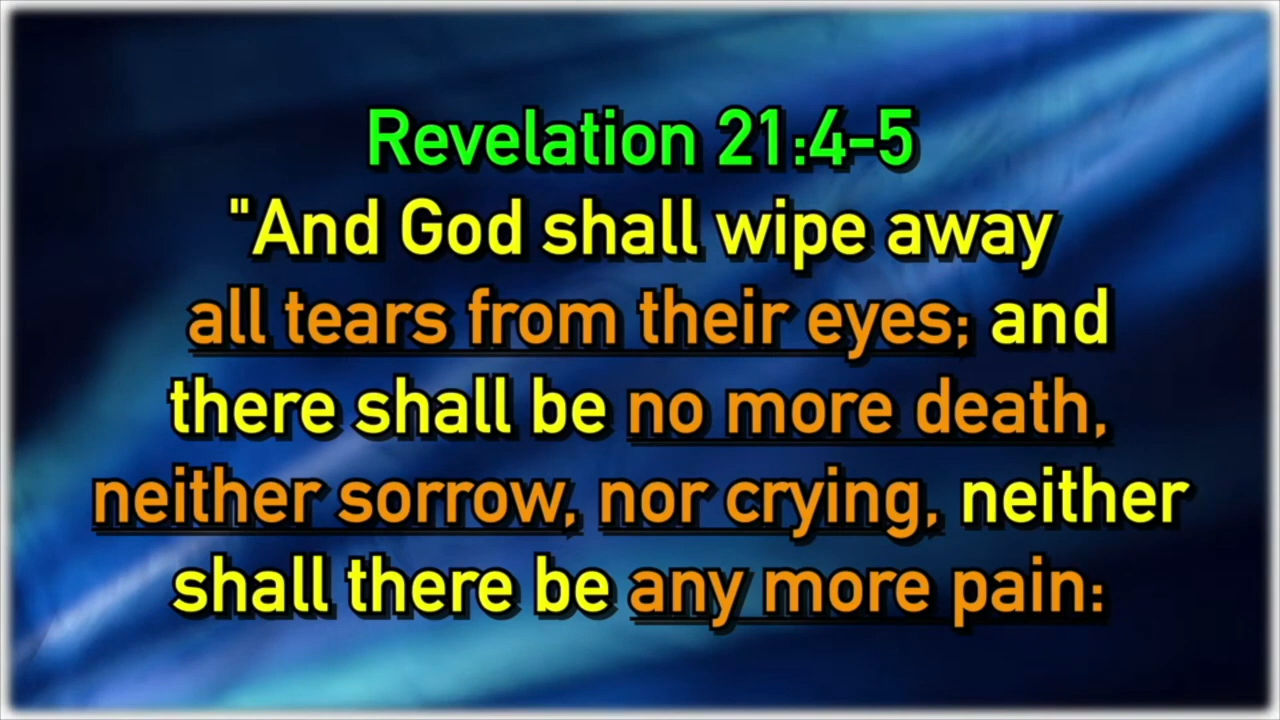 Revelation 21:4-5
"And God shall wipe away
all tears from their eyes; and
there shall be no more death,
neither sorrow, nor crying, neither
shall there be any more pain: